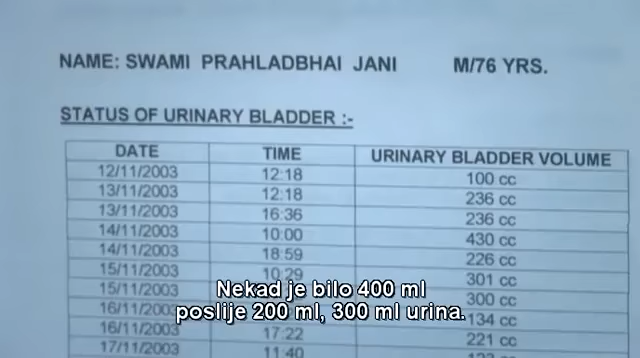 NAME: SWAMI PRAHLADBHAI JANI M/76 YRS.
STATUS OF URINARY BLADDER :-
DATE TIME URINARY BLADDER VOLUME
12/11/2003 12:18 100 cc
13/11/2003 12:18 236 cc
13/11/2003 16:36 236 cc
14/11/2003 10:00 430 cc
14/11/2003 18:59 226 cc
15/11/2003 10:29 301 cc
15/11/2003 300 cc
16/11/2003 134 cc
16/11/2003 17:22 221 cc
17/11/2003 11:40
Nekad je bilo 400 ml
poslije 200 ml, 300 ml urina.